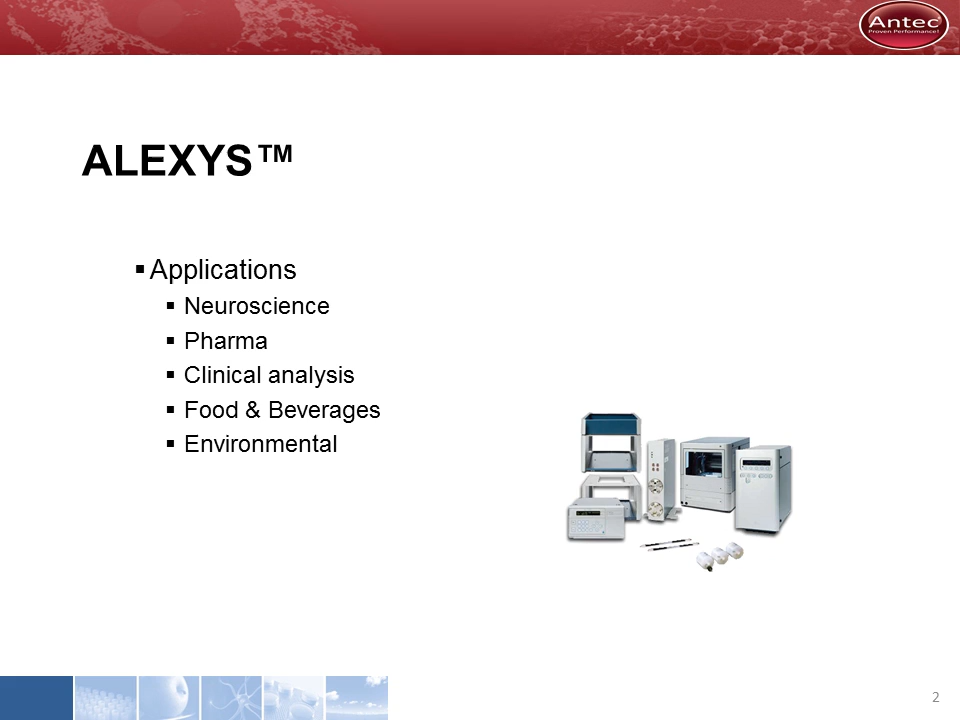 Antec
Proven Performance!
ALEXYS™
▪ Applications
▪ Neuroscience
▪ Pharma
▪ Clinical analysis
▪ Food & Beverages
▪ Environmental
2